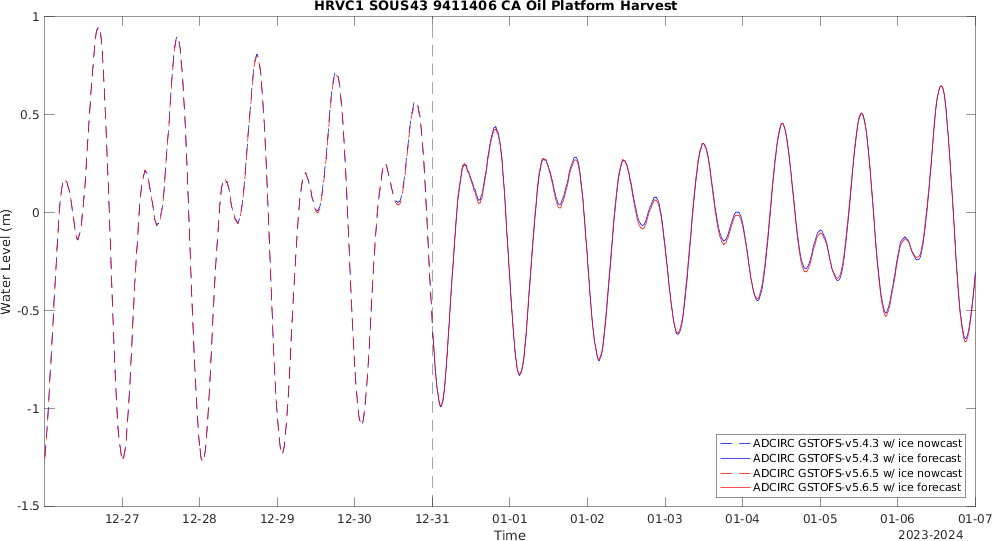 HRVC1 SOUS43 9411406 CA Oil Platform Harvest
1
0.5
0
-0.5
-1
-1.5
Water Level (m)
ADCIRC GSTOFS-v5.4.3 w/ ice nowcast
ADCIRC GSTOFS-v5.4.3 w/ ice forecast
ADCIRC GSTOFS-v5.6.5 w/ ice nowcast
ADCIRC GSTOFS-v5.6.5 w/ ice forecast
12-27 12-28 12-29 12-30 12-31 01-01 01-02 01-03 01-04 01-05 01-06 01-07
Time
2023-2024